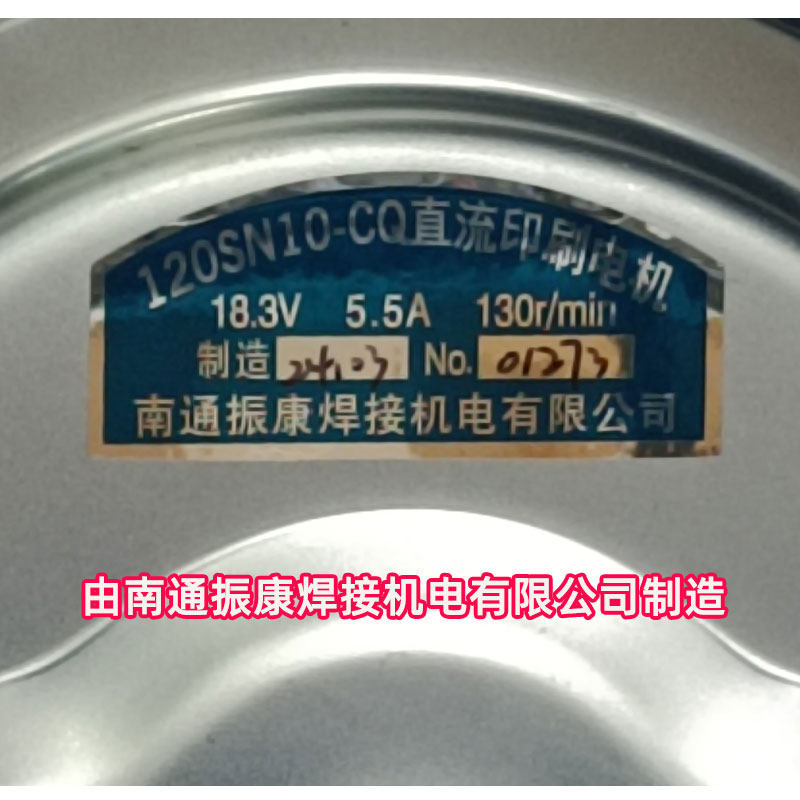 120SN10-CQ直流印刷电机
18.3V 5.5A 130r/min
制造 24.03 No. 01273
南通振康焊接机电有限公司
由南通振康焊接机电有限公司制造